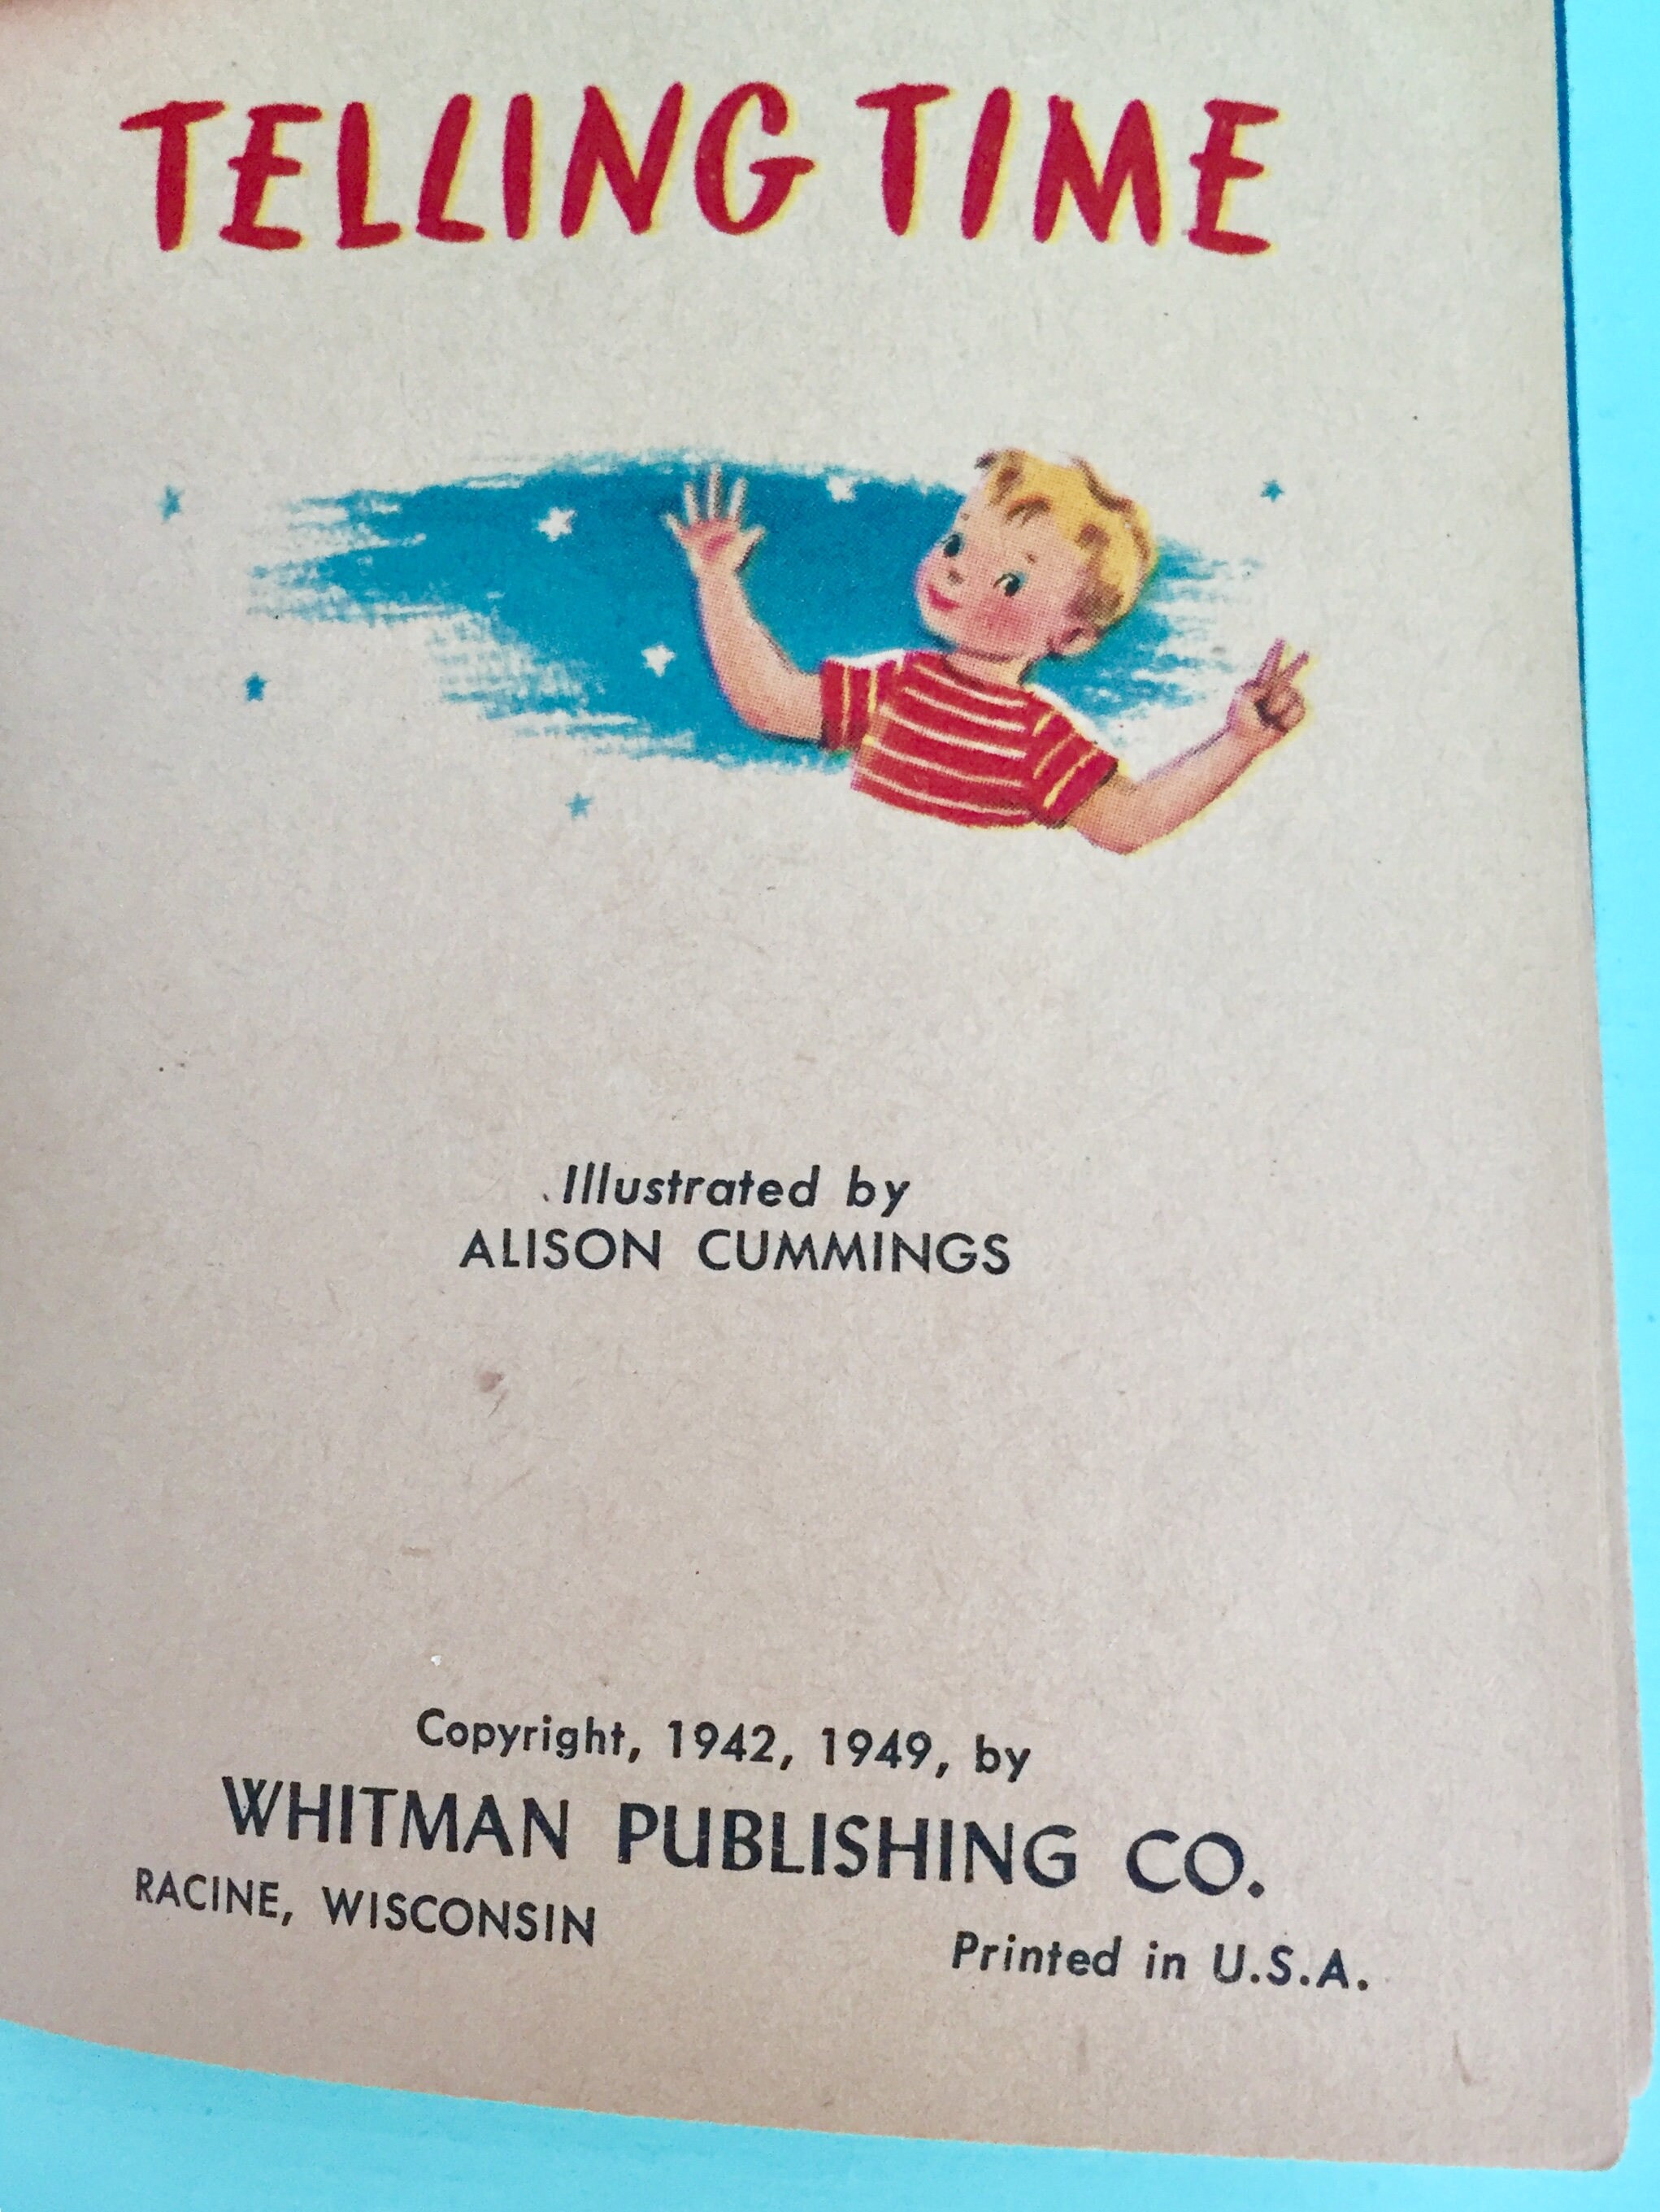 TELLING TIME
Illustrated by
ALISON CUMMINGS
Copyright, 1942, 1949, by
WHITMAN PUBLISHING CO.
RACINE, WISCONSIN
Printed in U.S.A.